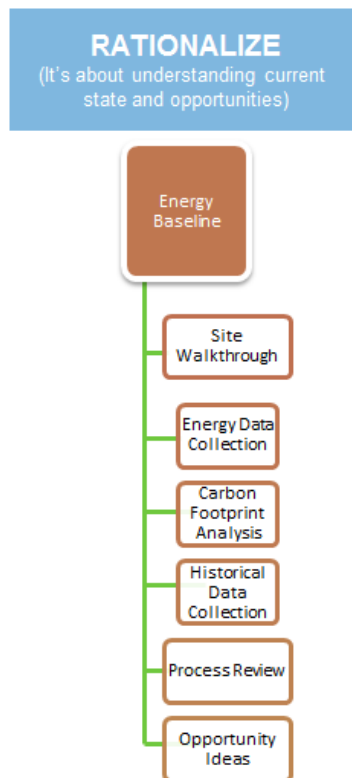 RATIONALIZE
(It's about understanding current
state and opportunities)
Energy
Baseline
Site
Walkthrough
Energy Data
Collection
Carbon
Footprint
Analysis
Historical
Data
Collection
Process Review
Opportunity
Ideas